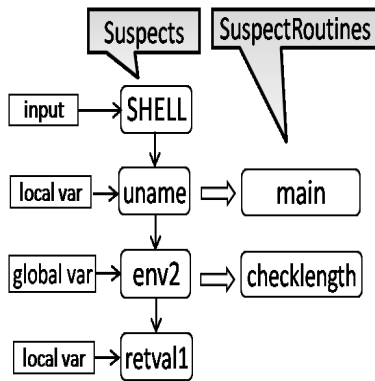 Suspects
SuspectRoutines
input
SHELL
local var
uname
main
global var
env2
checklength
local var
retval1